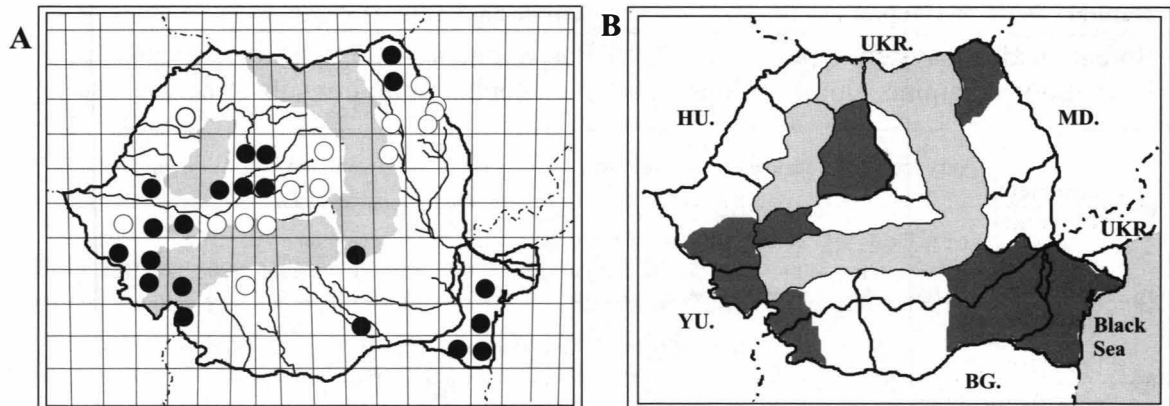 A
B
UKR.
HU.
MD.
UKR.
YU.
Black
Sea
BG.